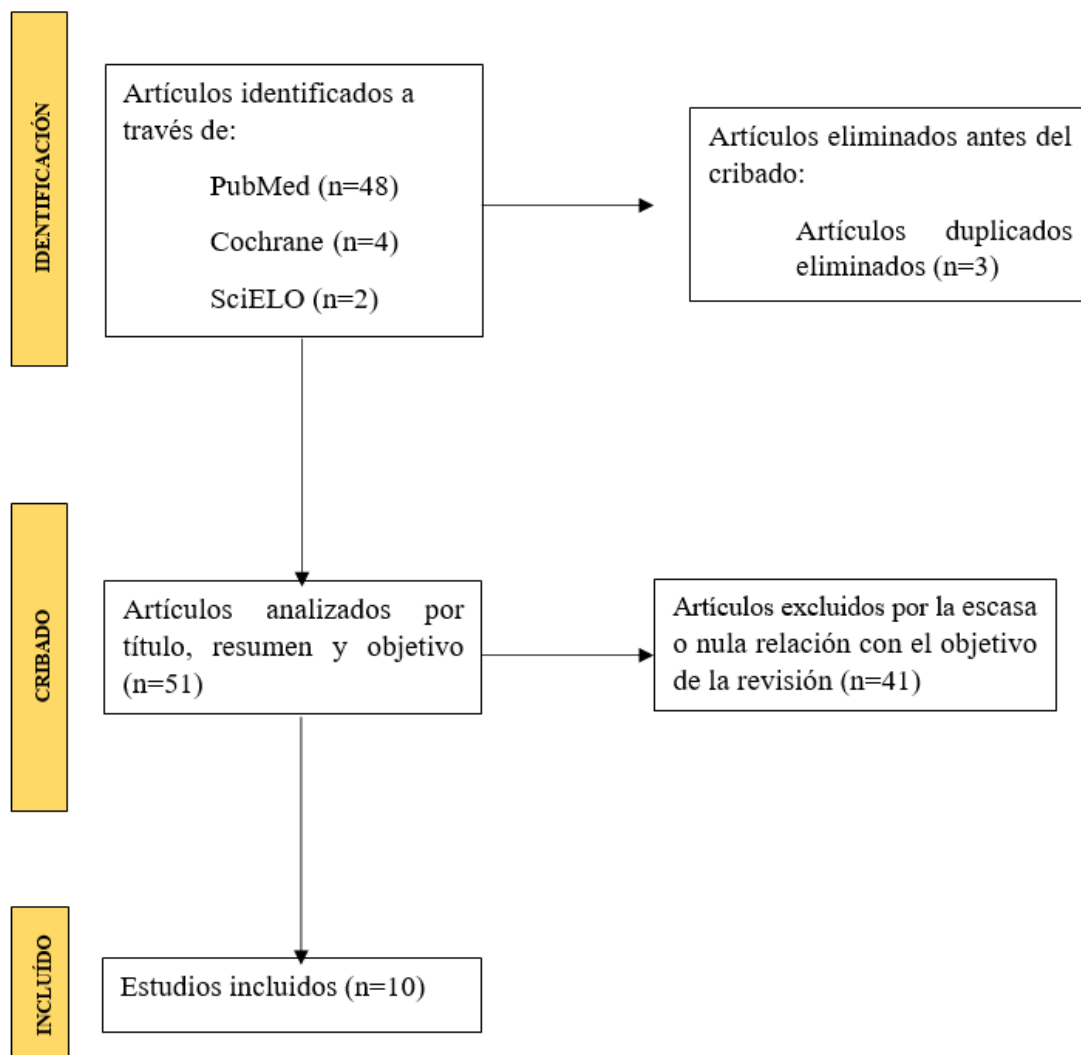 IDENTIFICACIÓN
Artículos identificados a
través de:
PubMed (n=48)
Cochrane (n=4)
SciELO (n=2)
Artículos eliminados antes del
cribado:
Artículos duplicados
eliminados (n=3)
CRIBADO
Artículos analizados por
título, resumen y objetivo
(n=51)
Artículos excluidos por la escasa
o nula relación con el objetivo
de la revisión (n=41)
INCLUÍDO
Estudios incluidos (n=10)